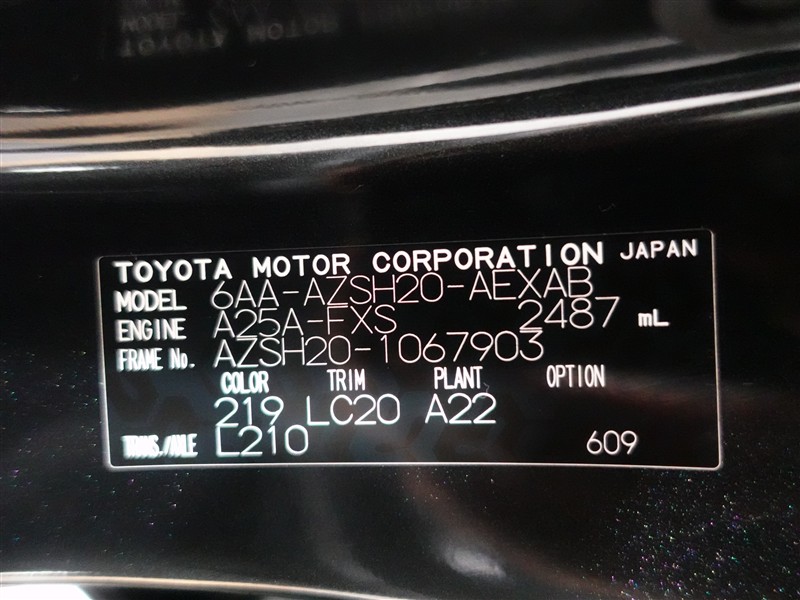 TOYOTA MOTOR CORPORATION JAPAN
MODEL 6AA-AZSH20-AEXAB
ENGINE A25A-FXS 2487 mL
FRAME No. AZSH20-1067903
COLOR TRIM PLANT OPTION
219 LC20 A22
TRANS./AXLE L210 609